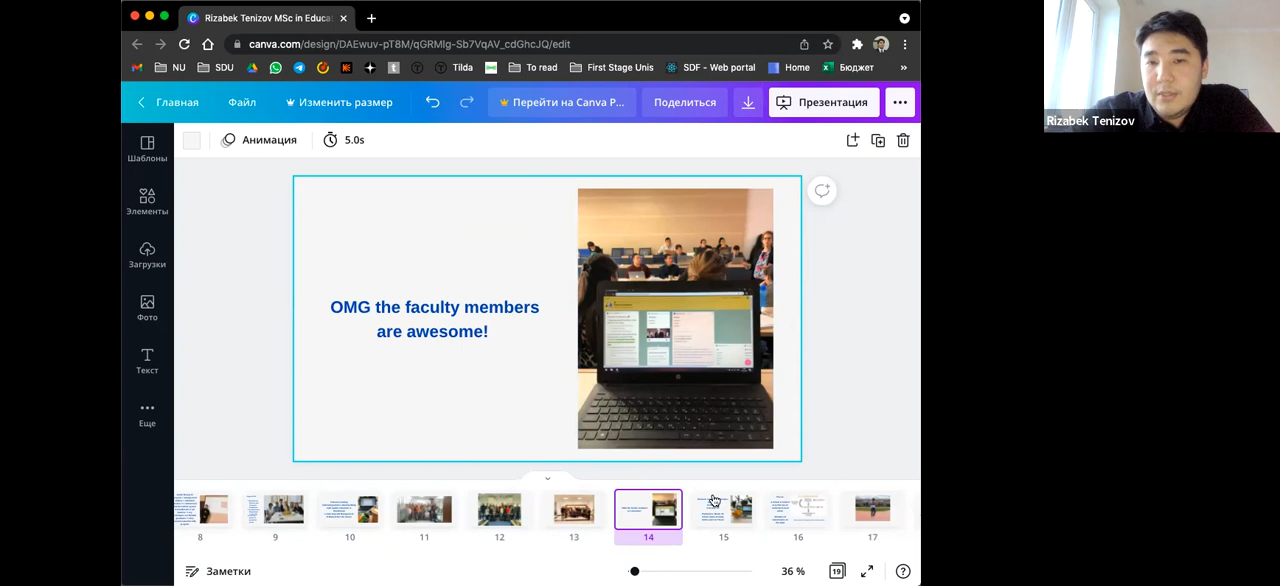 Rizabek Tenizov MSc in Educa
canva.com/design/DAEwuv-pT8M/qGRMIg-Sb7VqAV_cdGhcJQ/edit
NU
SDU
Tilda
To read
First Stage Unis
SDF - Web portal
Home
Бюджет
»
Главная
Файл
Изменить размер
Перейти на Canva P...
Поделиться
Презентация
Шаблоны
Элементы
Загрузки
Фото
Текст
Еще
Анимация
5.0s
OMG the faculty members
are awesome!
8
9
10
11
12
13
14
15
16
17
Заметки
36 %
19
Rizabek Tenizov